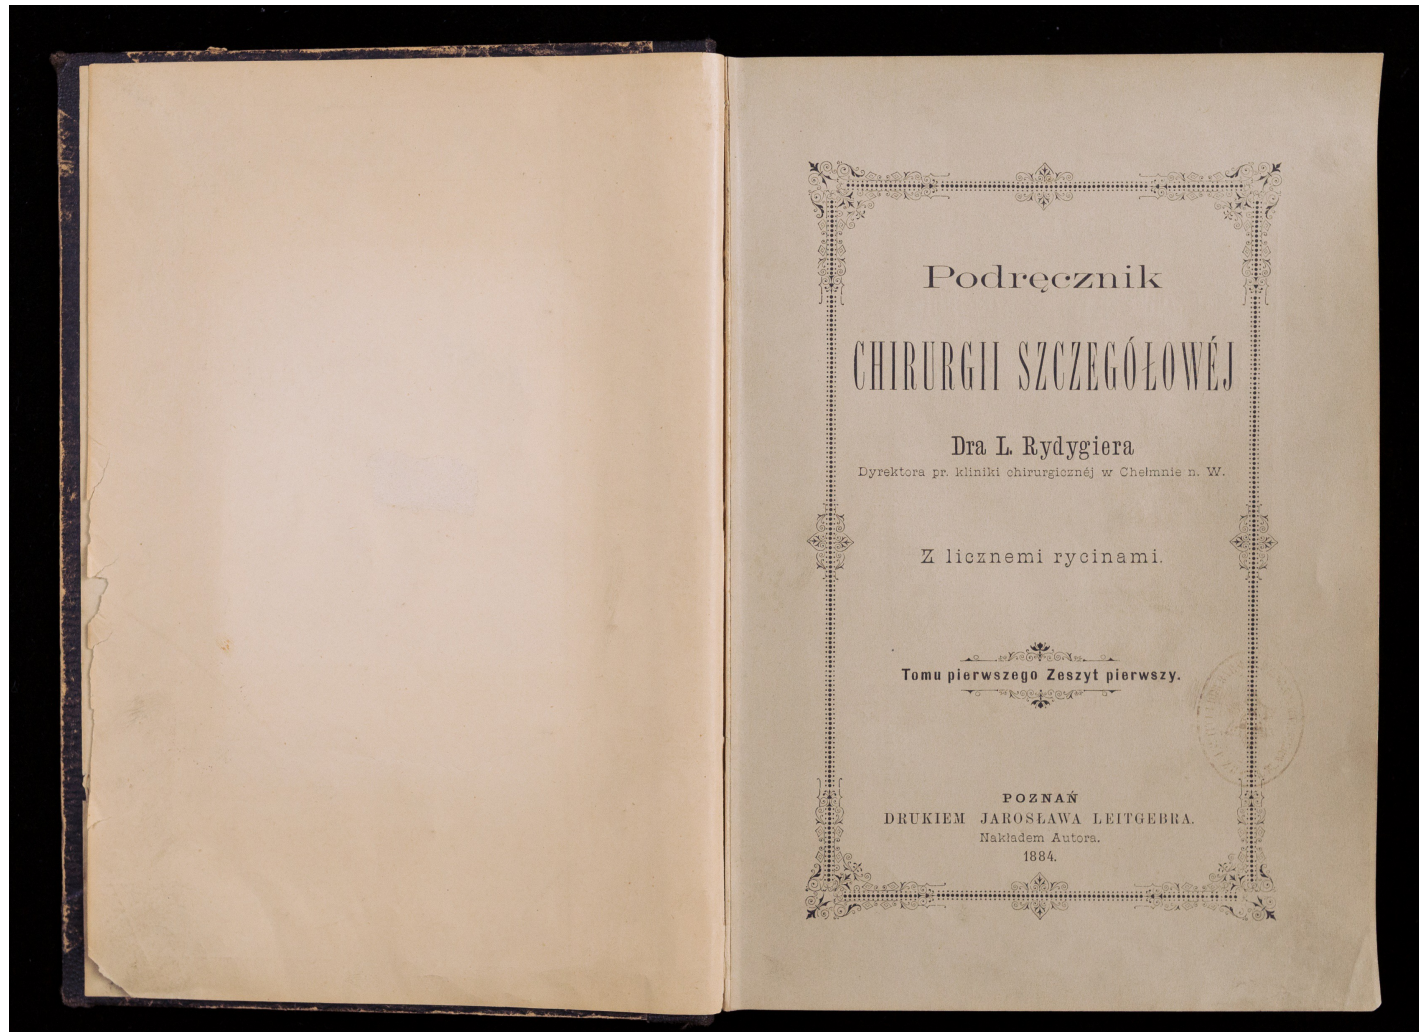 Podręcznik
CHIRURGII SZCZEGÓŁOWÉJ
Dra L. Rydygiera
Dyrektora pr. kliniki chirurgicznéj w Chełmnie n. W.
Z licznemi rycinami.
Tomu pierwszego Zeszyt pierwszy.
POZNAŃ
DRUKIEM JAROSŁAWA LEITGEBRA.
Nakładem Autora.
1884.